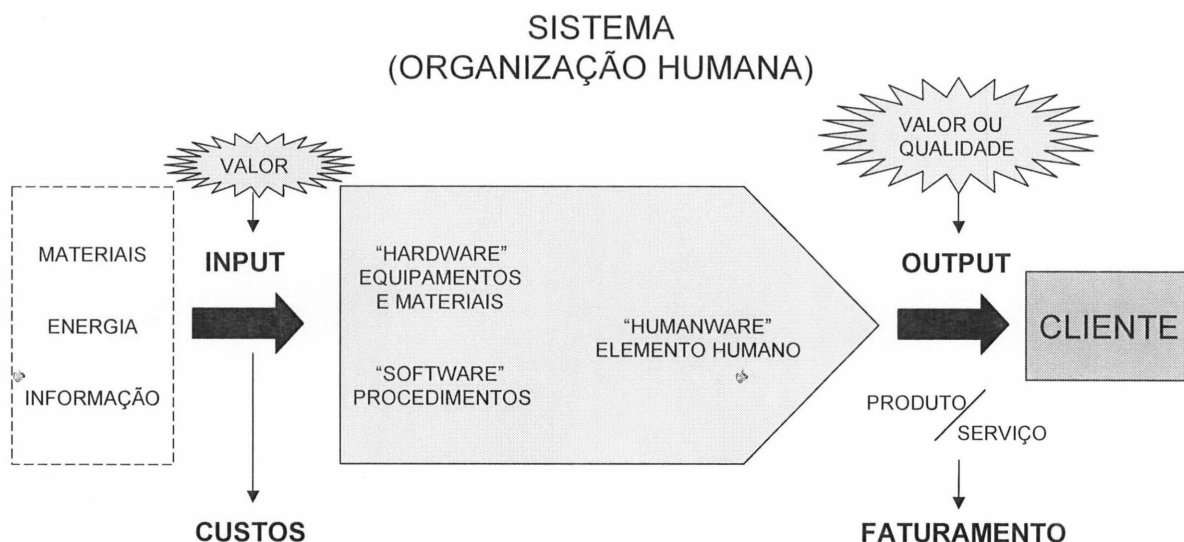 SISTEMA
(ORGANIZAÇÃO HUMANA)
VALOR
VALOR OU
QUALIDADE
MATERIAIS
ENERGIA
INFORMAÇÃO
INPUT
CUSTOS
“HARDWARE”
EQUIPAMENTOS
E MATERIAIS
“SOFTWARE”
PROCEDIMENTOS
“HUMANWARE”
ELEMENTO HUMANO
OUTPUT
CLIENTE
PRODUTO
SERVIÇO
FATURAMENTO